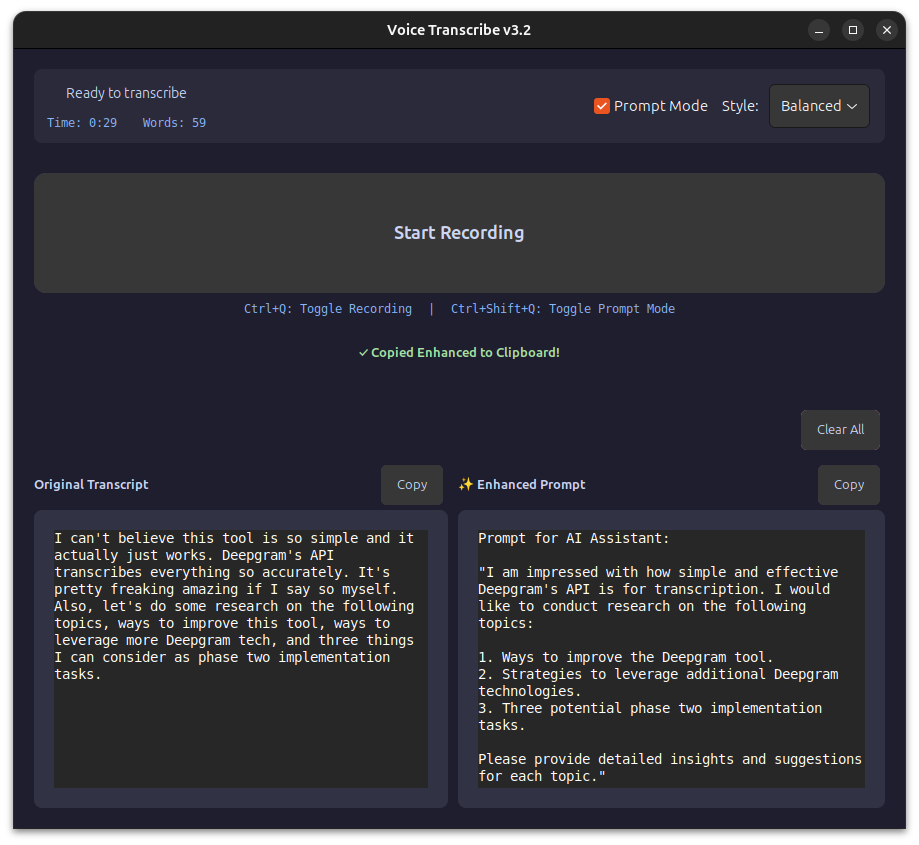 Voice Transcribe v3.2
Ready to transcribe
Time: 0:29 Words: 59
Prompt Mode Style: Balanced
Start Recording
Ctrl+Q: Toggle Recording | Ctrl+Shift+Q: Toggle Prompt Mode
✓ Copied Enhanced to Clipboard!
Clear All
Original Transcript
Copy
I can't believe this tool is so simple and it
actually just works. Deepgram's API
transcribes everything so accurately. It's
pretty freaking amazing if I say so myself.
Also, let's do some research on the following
topics, ways to improve this tool, ways to
leverage more Deepgram tech, and three things
I can consider as phase two implementation
tasks.
✨ Enhanced Prompt
Copy
Prompt for AI Assistant:
"I am impressed with how simple and effective
Deepgram's API is for transcription. I would
like to conduct research on the following
topics:
1. Ways to improve the Deepgram tool.
2. Strategies to leverage additional Deepgram
technologies.
3. Three potential phase two implementation
tasks.
Please provide detailed insights and suggestions
for each topic."